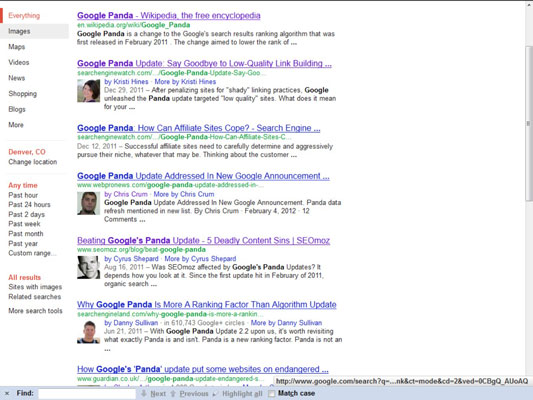 Everything
Images
Maps
Videos
News
Shopping
Blogs
More
Denver, CO
Change location
Any time
Past hour
Past 24 hours
Past 2 days
Past week
Past month
Past year
Custom range...
All results
Sites with images
Related searches
More search tools
Google Panda - Wikipedia, the free encyclopedia
en.wikipedia.org/wiki/Google_Panda
Google Panda is a change to the Google's search results ranking algorithm that was
first released in February 2011 . The change aimed to lower the rank of ...
Google Panda Update: Say Goodbye to Low-Quality Link Building ...
searchenginewatch.com/.../Google-Panda-Update-Say-Goo...
by Kristi Hines - More by Kristi Hines
Dec 29, 2011 – After penalizing sites for "shady" linking practices, Google
unleashed the Panda update targeted "low quality" sites. What does it mean
for your ...
Google Panda: How Can Affiliate Sites Cope? - Search Engine ...
searchenginewatch.com/.../Google-Panda-How-Can-Affiliate-Sites-C...
Dec 12, 2011 – Successful affiliate sites need to carefully determine and aggressively
pursue their niche, whatever that may be. Thinking about the customer ...
Google Panda Update Addressed In New Google Announcement ...
www.webpronews.com/google-panda-update-addressed-in-...
by Chris Crum - More by Chris Crum
Google Panda Update Addressed In New Google Announcement. Panda data
refresh mentioned in new list. By Chris Crum · February 4, 2012 · 12
Comments ...
Beating Google's Panda Update - 5 Deadly Content Sins | SEOmoz
www.seomoz.org/blog/beat-google-panda
by Cyrus Shepard - More by Cyrus Shepard
Aug 16, 2011 – Was SEOmoz affected by Google's Panda Updates? It
depends how you look at it. Since the first update hit in February of 2011,
organic search ...
Why Google Panda Is More A Ranking Factor Than Algorithm Update
searchengineland.com/why-google-panda-is-more-a-rankin...
by Danny Sullivan - in 610,743 Google+ circles - More by Danny Sullivan
Jun 21, 2011 – With Google Panda Update 2.2 upon us, it's worth revisiting
what exactly Panda is and isn't. Panda is a new ranking factor. Panda is not an
...
How Google's 'Panda' update put some websites on endangered ...
www.guardian.co.uk/.../google-panda-update-endangered-s...
http://www.google.com/search?q=...nk&ct=mode&cd=2&ved=0CBgQ_AUoAQ
Find:
Next
Previous
Highlight all
Match case